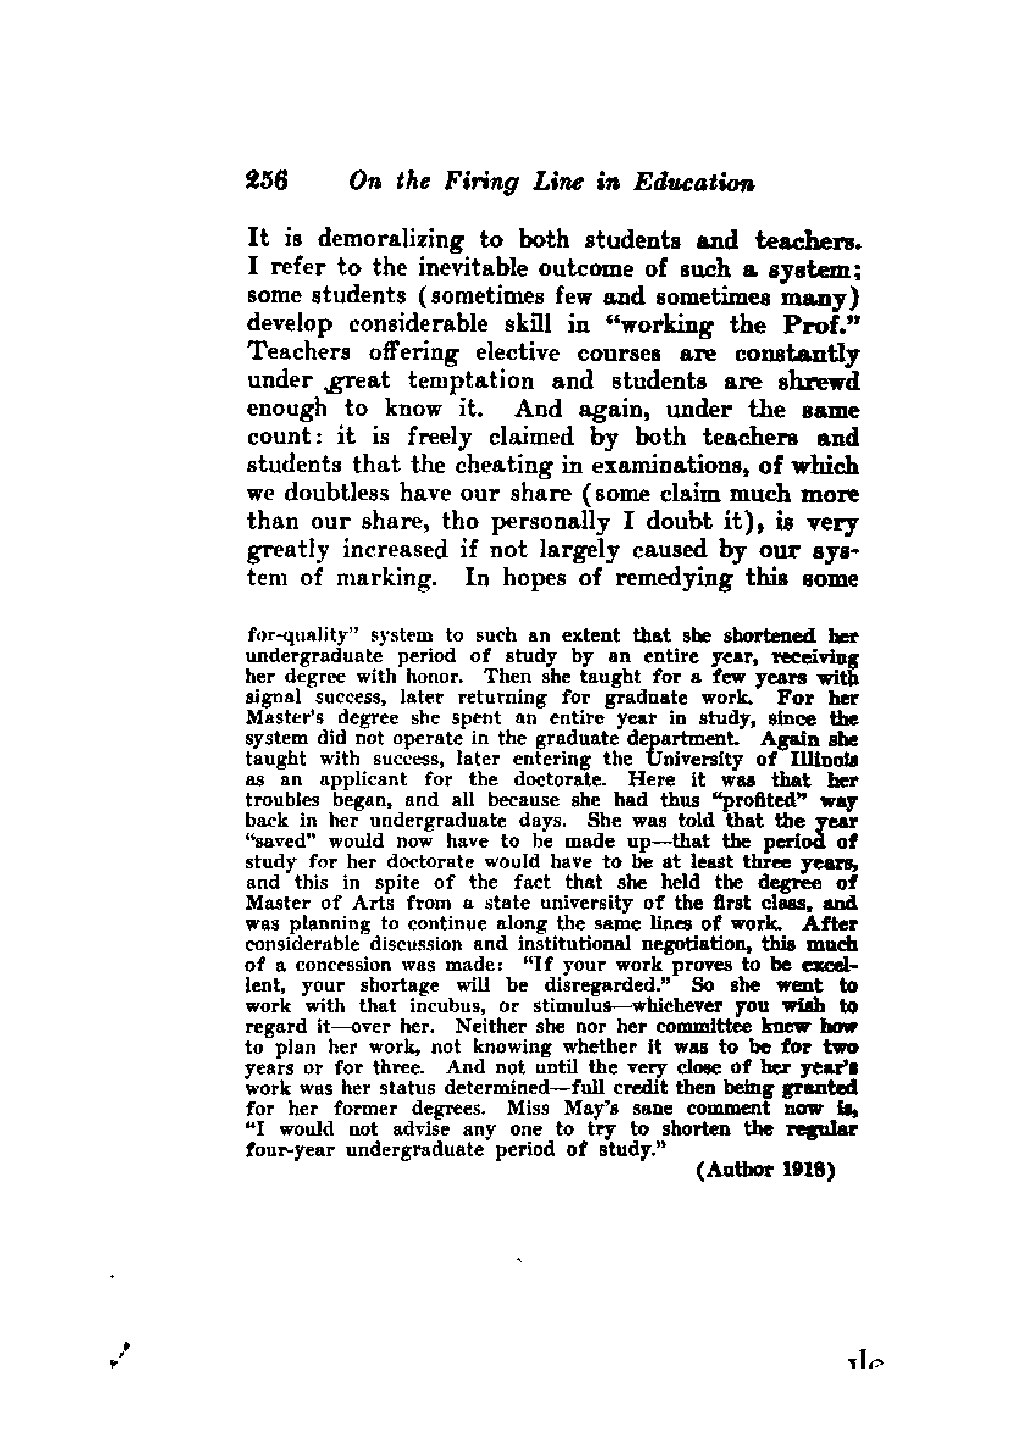 256 On the Firing Line in Education
It is demoralizing to both students and teachers.
I refer to the inevitable outcome of such a system;
some students (sometimes few and sometimes many)
develop considerable skill in “working the Prof.”
Teachers offering elective courses are constantly
under great temptation and students are shrewd
enough to know it. And again, under the same
count: it is freely claimed by both teachers and
students that the cheating in examinations, of which
we doubtless have our share (some claim much more
than our share, tho personally I doubt it), is very
greatly increased if not largely caused by our sys-
tem of marking. In hopes of remedying this some
for-quality” system to such an extent that she shortened her
undergraduate period of study by an entire year, receiving
her degree with honor. Then she taught for a few years with
signal success, later returning for graduate work. For her
Master's degree she spent an entire year in study, since the
system did not operate in the graduate department. Again she
taught with success, later entering the University of Illinois
as an applicant for the doctorate. Here it was that her
troubles began, and all because she had thus “profited” way
back in her undergraduate days. She was told that the year
“saved” would now have to be made up—that the period of
study for her doctorate would have to be at least three years,
and this in spite of the fact that she held the degree of
Master of Arts from a state university of the first class, and
was planning to continue along the same lines of work. After
considerable discussion and institutional negotiation, this much
of a concession was made: “If your work proves to be excel-
lent, your shortage will be disregarded.” So she went to
work with that incubus, or stimulus—whichever you wish to
regard it—over her. Neither she nor her committee knew how
to plan her work, not knowing whether it was to be for two
years or for three. And not until the very close of her year's
work was her status determined—full credit then being granted
for her former degrees. Miss May's sane comment now is,
“I would not advise any one to try to shorten the regular
four-year undergraduate period of study.”
(Author 1918)